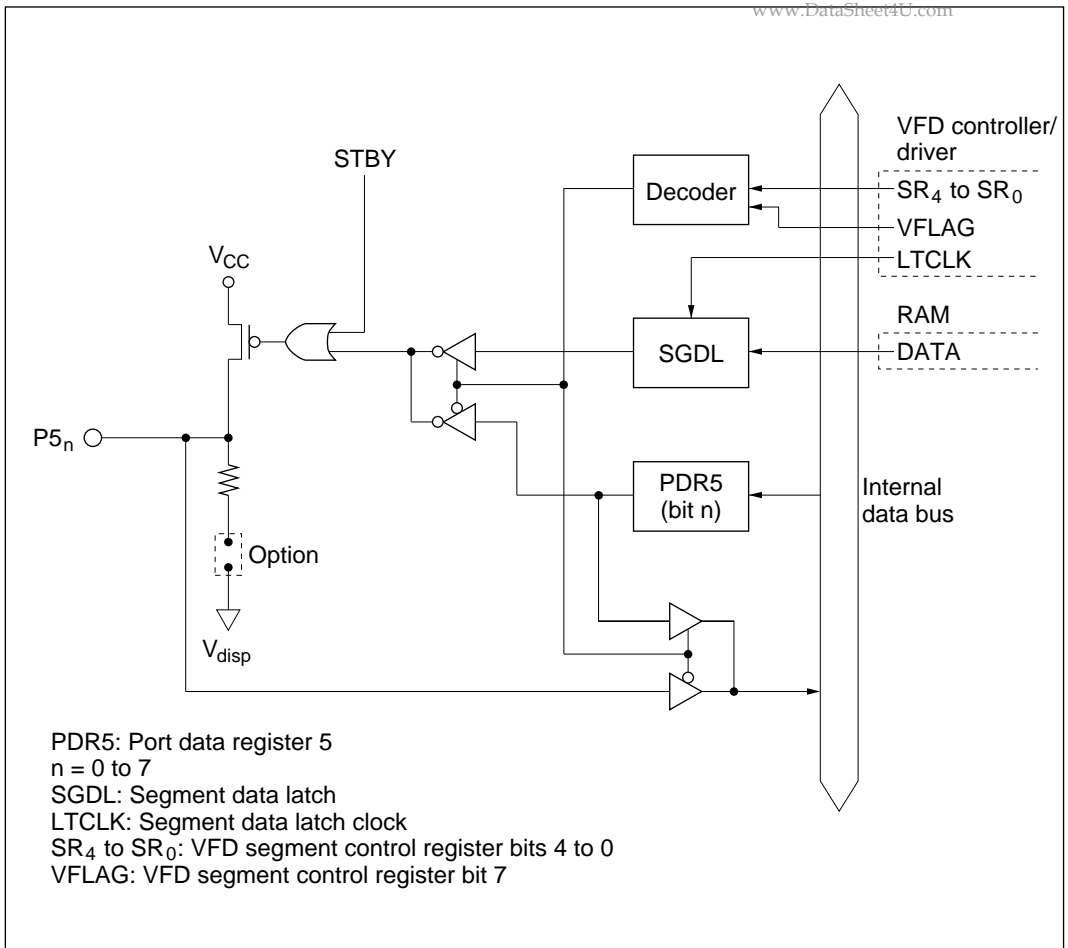 www.DataSheet4U.com
VFD controller/
driver
STBY
Decoder
SR4 to SR0
VFLAG
VCC
LTCLK
RAM
SGDL
DATA
P5n
PDR5
(bit n)
Internal
data bus
Option
Vdisp
PDR5: Port data register 5
n = 0 to 7
SGDL: Segment data latch
LTCLK: Segment data latch clock
SR4 to SR0: VFD segment control register bits 4 to 0
VFLAG: VFD segment control register bit 7